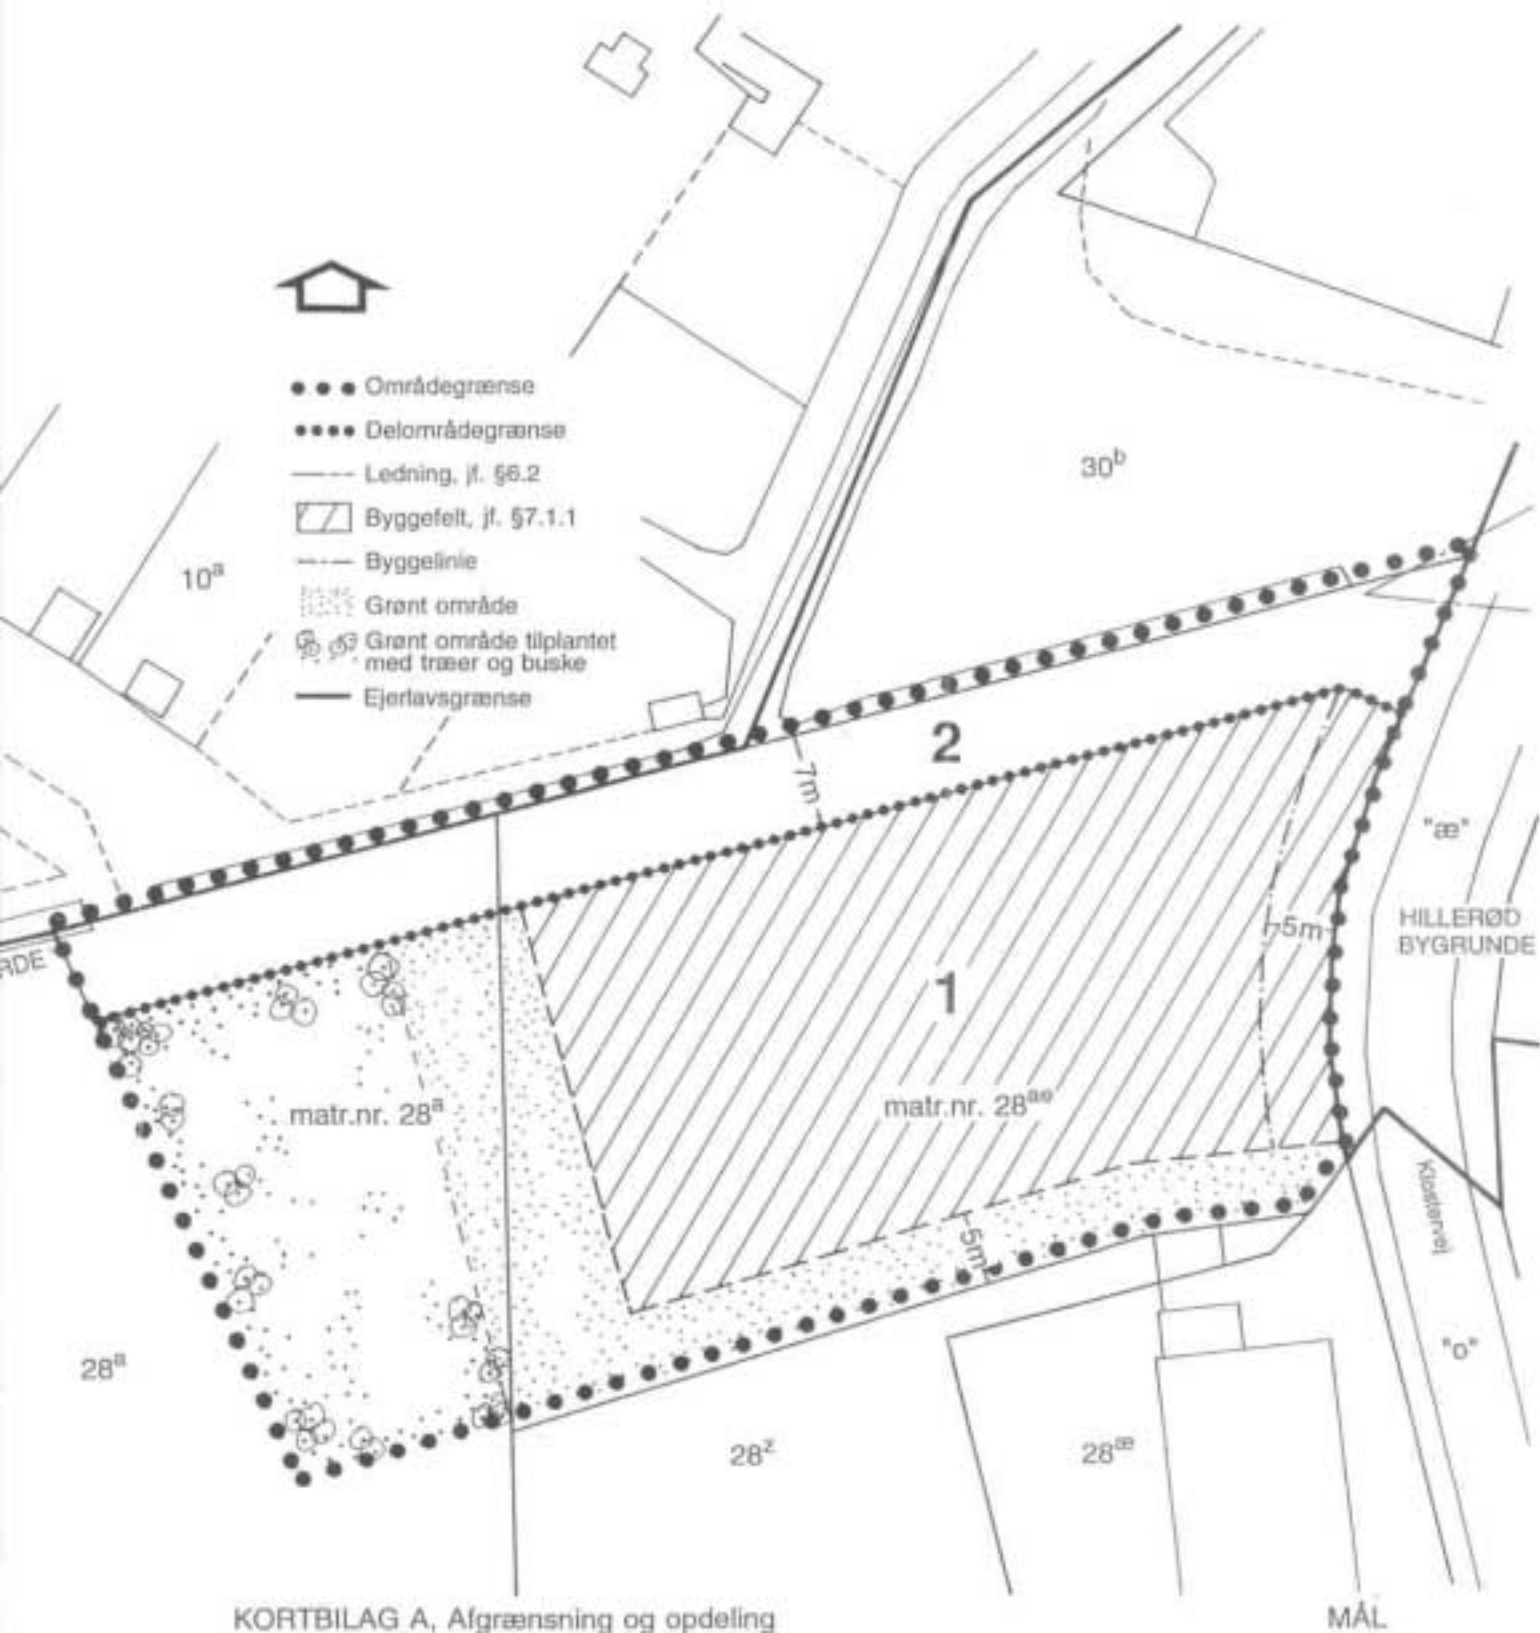 Områdegrænse
Delområdegrænse
Ledning, jf. §6.2
Byggefelt, jf. §7.1.1
Byggelinie
Grønt område
Grønt område tilplantet
med træer og buske
Ejerlavsgrænse
30ᵇ
10ᵃ
2
7m
"æ"
HILLERØD
BYGRUNDE
5m
RDE
1
matr.nr. 28ᵃ
matr.nr. 28ᵃᵉ
Klostervej
5m
28ᵃ
"o"
28ᶻ
28ᵆ
KORTBILAG A, Afgrænsning og opdeling
MÅL